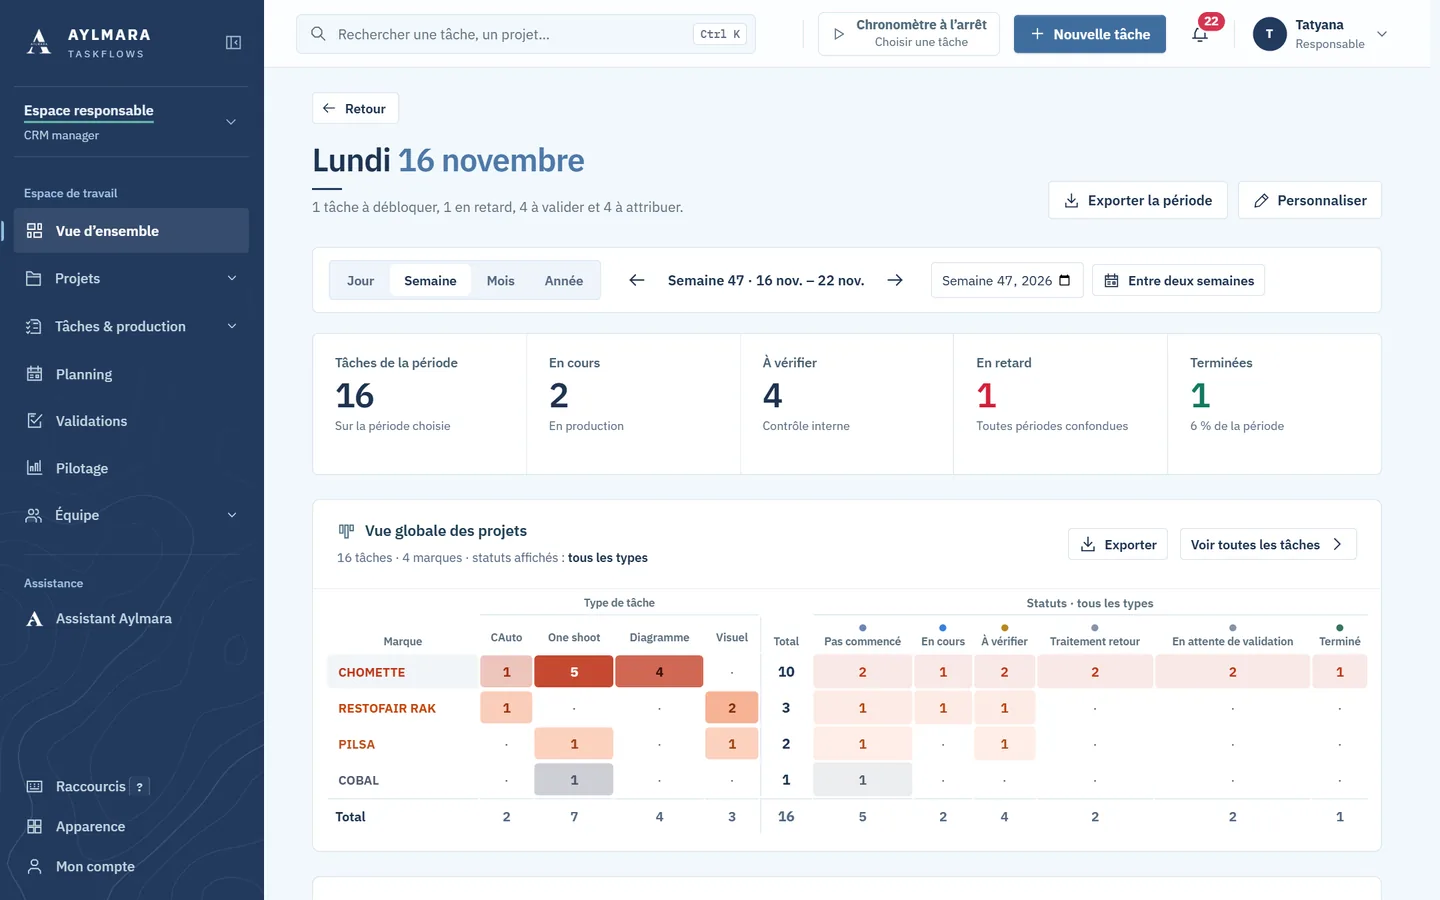 AYLMARA
TASKFLOWS
Espace responsable
CRM manager
Espace de travail
Vue d’ensemble
Projets
Tâches & production
Planning
Validations
Pilotage
Équipe
Assistance
Assistant Aylmara
Raccourcis ?
Apparence
Mon compte
Rechercher une tâche, un projet...
Ctrl K
Chronomètre à l’arrêt
Choisir une tâche
Nouvelle tâche
22
T
Tatyana
Responsable
Retour
Lundi 16 novembre
1 tâche à débloquer, 1 en retard, 4 à valider et 4 à attribuer.
Exporter la période
Personnaliser
Jour Semaine Mois Année
Semaine 47 · 16 nov. – 22 nov.
Semaine 47, 2026
Entre deux semaines
Tâches de la période
16
Sur la période choisie
En cours
2
En production
À vérifier
4
Contrôle interne
En retard
1
Toutes périodes confondues
Terminées
1
6 % de la période
Vue globale des projets
16 tâches · 4 marques · statuts affichés : tous les types
Exporter
Voir toutes les tâches
Type de tâche Statuts · tous les types
Marque CAuto One shoot Diagramme Visuel Total Pas commencé En cours À vérifier Traitement retour En attente de validation Terminé
CHOMETTE 1 5 4 · 10 2 1 2 2 2 1
RESTOFAIR RAK 1 · · 2 3 1 1 1 · · ·
PILSA · 1 · 1 2 1 · 1 · · ·
COBAL · 1 · · 1 1 · · · · ·
Total 2 7 4 3 16 5 2 4 2 2 1